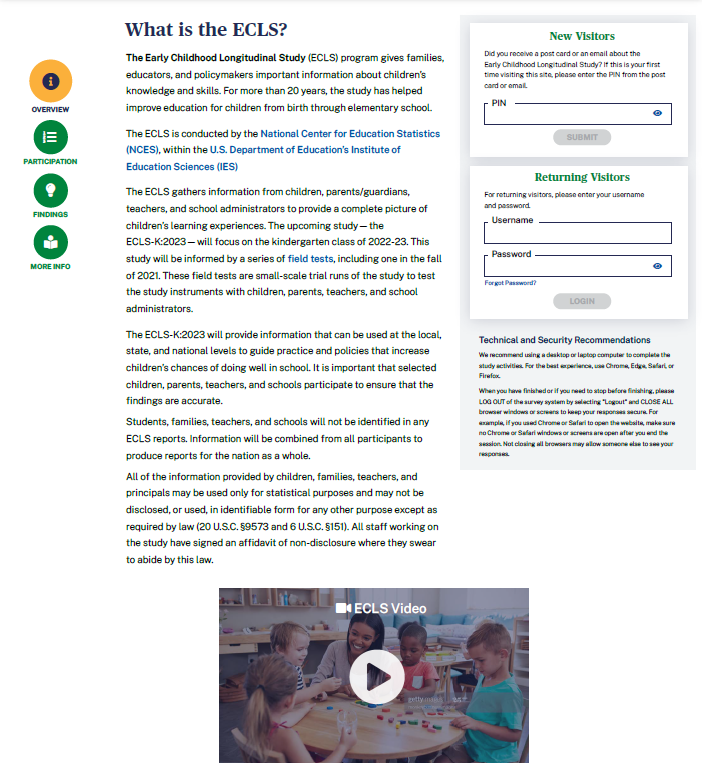 What is the ECLS?
The Early Childhood Longitudinal Study (ECLS) program gives families,
educators, and policymakers important information about children's
knowledge and skills. For more than 20 years, the study has helped
improve education for children from birth through elementary school.
The ECLS is conducted by the National Center for Education Statistics
(NCES), within the U.S. Department of Education's Institute of
Education Sciences (IES)
The ECLS gathers information from children, parents/guardians,
teachers, and school administrators to provide a complete picture of
children's learning experiences. The upcoming study — the
ECLS-K:2023 — will focus on the kindergarten class of 2022-23. This
study will be informed by a series of field tests, including one in the fall
of 2021. These field tests are small-scale trial runs of the study to test
the study instruments with children, parents, teachers, and school
administrators.
The ECLS-K:2023 will provide information that can be used at the local,
state, and national levels to guide practice and policies that increase
children's chances of doing well in school. It is important that selected
children, parents, teachers, and schools participate to ensure that the
findings are accurate.
Students, families, teachers, and schools will not be identified in any
ECLS reports. Information will be combined from all participants to
produce reports for the nation as a whole.
All of the information provided by children, families, teachers, and
principals may be used only for statistical purposes and may not be
disclosed, or used, in identifiable form for any other purpose except as
required by law (20 U.S.C. §9573 and 6 U.S.C. §151). All staff working on
the study have signed an affidavit of non-disclosure where they swear
to abide by this law.
OVERVIEW
PARTICIPATION
FINDINGS
MORE INFO
New Visitors
Did you receive a post card or an email about the
Early Childhood Longitudinal Study? If this is your first
time visiting this site, please enter the PIN from the post
card or email.
PIN
SUBMIT
Returning Visitors
For returning visitors, please enter your username
and password.
Username
Password
Forgot Password?
LOGIN
Technical and Security Recommendations
We recommend using a desktop or laptop computer to complete the
study activities. For the best experience, use Chrome, Edge, Safari, or
Firefox.
When you have finished or if you need to stop before finishing, please
LOG OUT of the survey system by selecting "Logout" and CLOSE ALL
browser windows or screens to keep your responses secure. For
example, if you used Chrome or Safari to open the website, make sure
no Chrome or Safari windows or screens are open after you end the
session. Not closing all browsers may allow someone else to see your
responses.
ECLS Video